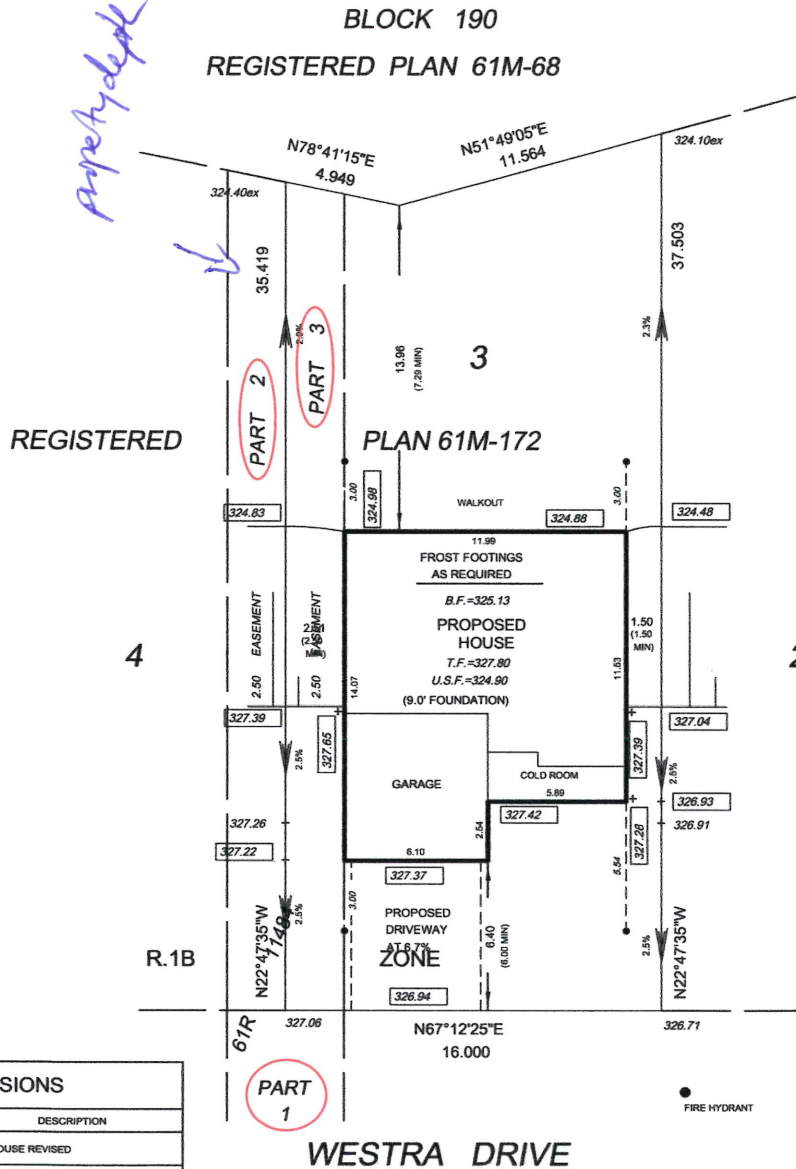 BLOCK 190
REGISTERED PLAN 61M-68
property depth
N78°41'15"E
4.949
N51°49'05"E
11.564
324.10ex
324.40ex
35.419
37.503
2.3%
13.96
(7.29 MIN)
3
PART 2
PART 3
REGISTERED PLAN 61M-172
3.00
324.98
WALKOUT
3.00
324.83
324.88
324.48
11.99
FROST FOOTINGS
AS REQUIRED
B.F.=325.13
PROPOSED
HOUSE
T.F.=327.80
U.S.F.=324.90
(9.0' FOUNDATION)
4
2.50 EASEMENT
2.50 EASEMENT
MIN)
14.07
11.53
1.50
(1.50
MIN)
327.39
327.65
327.04
327.39
2.5%
2.5%
GARAGE
COLD ROOM
5.89
326.93
327.42
327.26
326.91
327.22
2.54
327.28
6.10
327.37
5.54
3.00
2.5%
PROPOSED
DRIVEWAY
AT 6.7%
6.40
(6.00 MIN)
2.5%
R.1B
ZONE
N22°47'35"W
N22°47'35"W
326.94
61R
327.06
N67°12'25"E
16.000
326.71
PART
1
SIONS
DESCRIPTION
OUSE REVISED
FIRE HYDRANT
WESTRA DRIVE